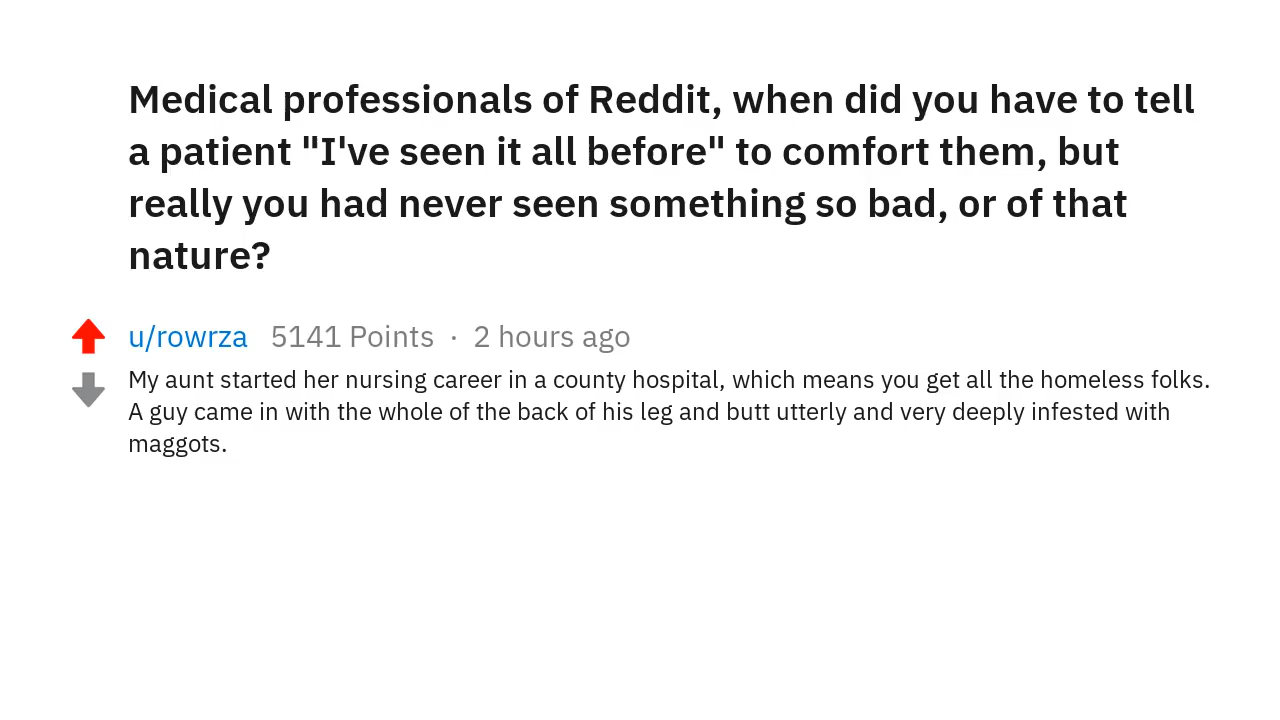 Medical professionals of Reddit, when did you have to tell
a patient "I've seen it all before" to comfort them, but
really you had never seen something so bad, or of that
nature?
u/rowrza 5141 Points · 2 hours ago
My aunt started her nursing career in a county hospital, which means you get all the homeless folks.
A guy came in with the whole of the back of his leg and butt utterly and very deeply infested with
maggots.